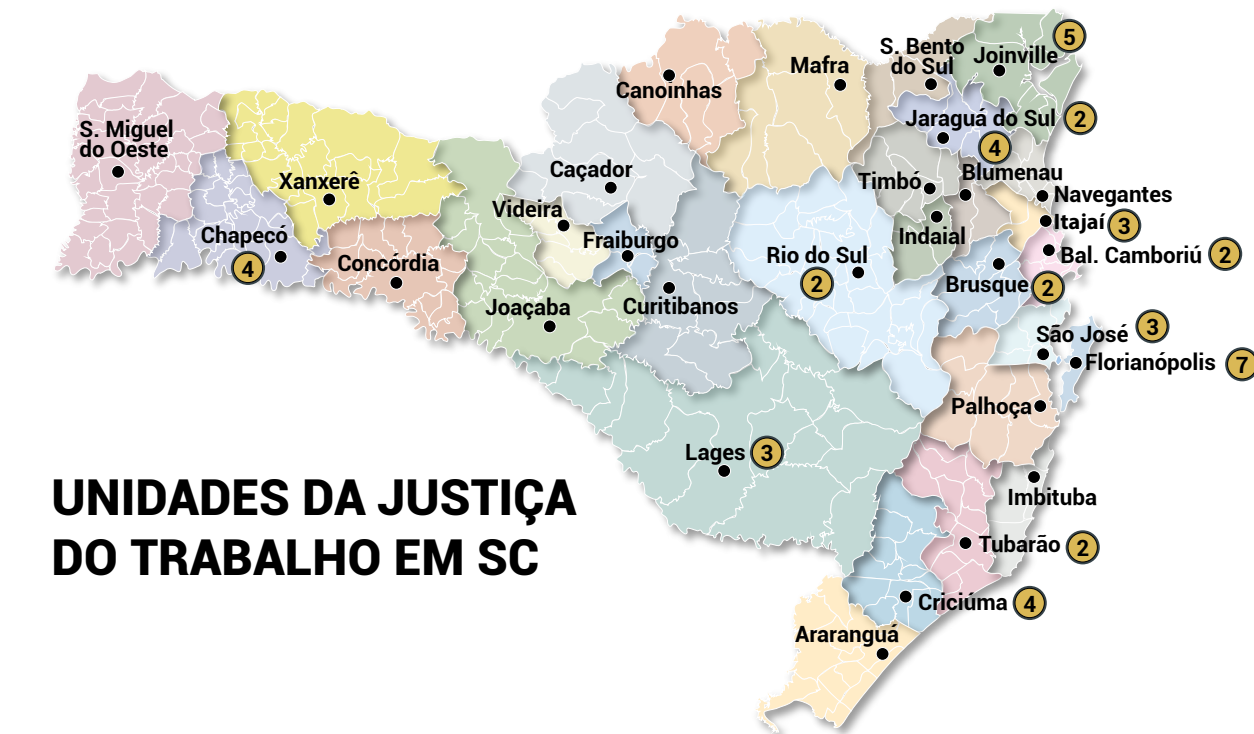 5
S. Bento
do Sul
Joinville
Mafra
Canoinhas
Jaraguá do Sul 2
4
S. Miguel
do Oeste
Caçador
Timbó
Blumenau
Xanxerê
Navegantes
Videira
Itajaí 3
Chapecó
4
Fraiburgo
Indaial
Rio do Sul
2
Bal. Camboriú 2
Concórdia
Brusque 2
Joaçaba
Curitibanos
São José 3
Florianópolis 7
Palhoça
Lages 3
UNIDADES DA JUSTIÇA
DO TRABALHO EM SC
Imbituba
Tubarão 2
Criciúma 4
Araranguá